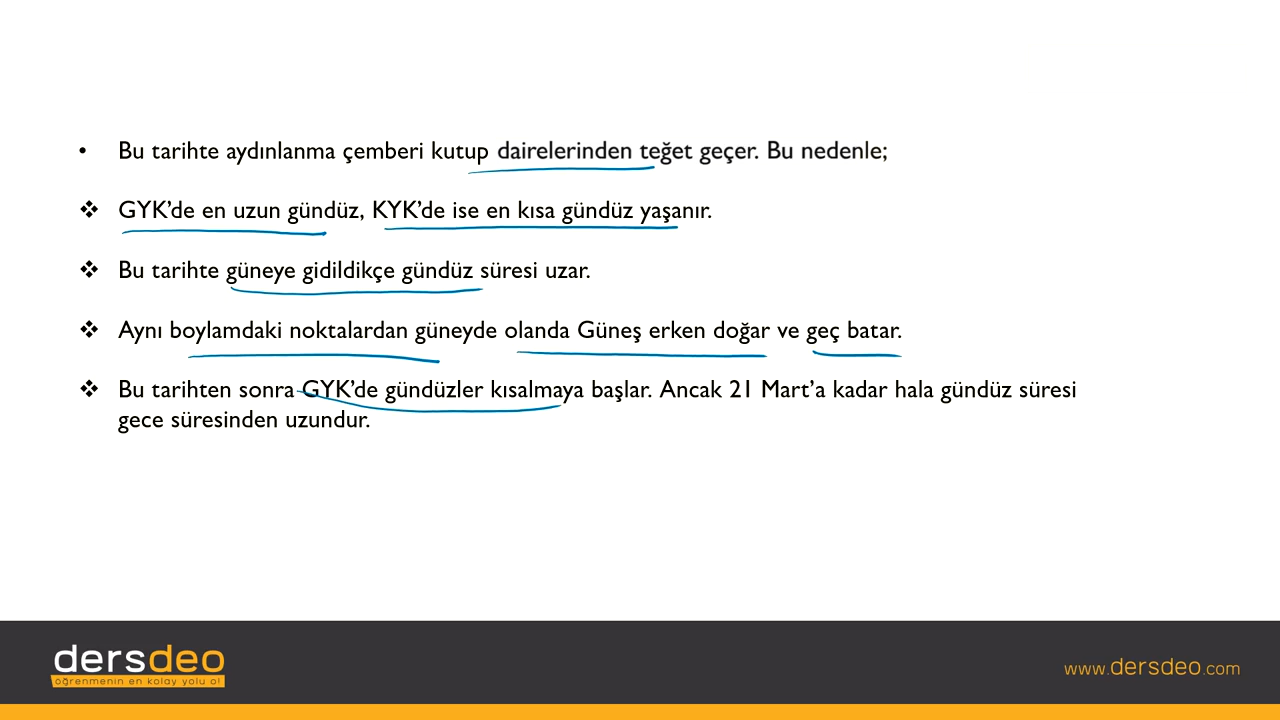 • Bu tarihte aydınlanma çemberi kutup dairelerinden teğet geçer. Bu nedenle;
❖ GYK’de en uzun gündüz, KYK’de ise en kısa gündüz yaşanır.
❖ Bu tarihte güneye gidildikçe gündüz süresi uzar.
❖ Aynı boylamdaki noktalardan güneyde olanda Güneş erken doğar ve geç batar.
❖ Bu tarihten sonra GYK’de gündüzler kısalmaya başlar. Ancak 21 Mart’a kadar hala gündüz süresi
gece süresinden uzundur.
dersdeo
öğrenmenin en kolay yolu o!
www.dersdeo.com